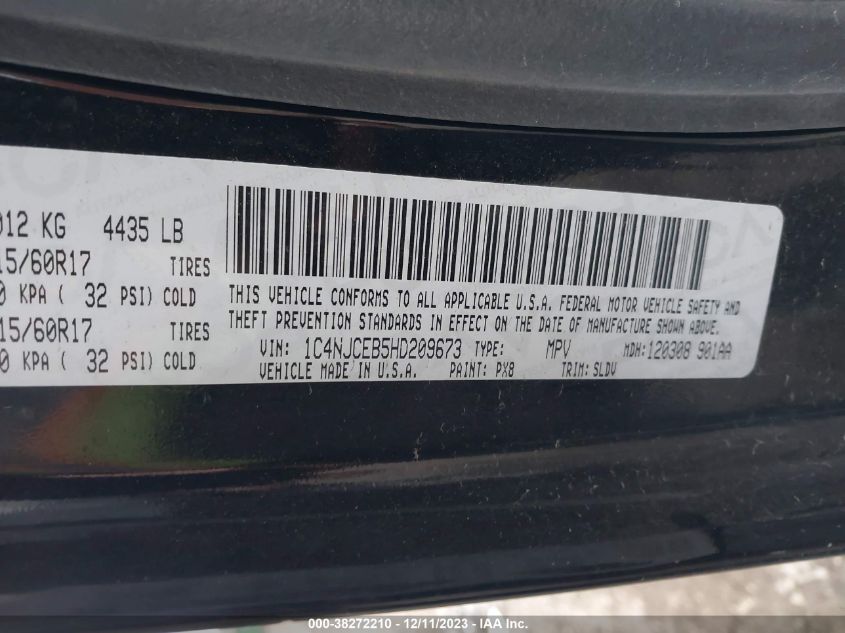 012 KG 4435 LB
15/60R17 TIRES
0 KPA ( 32 PSI) COLD
15/60R17 TIRES
0 KPA ( 32 PSI) COLD
THIS VEHICLE CONFORMS TO ALL APPLICABLE U.S.A. FEDERAL MOTOR VEHICLE SAFETY AND
THEFT PREVENTION STANDARDS IN EFFECT ON THE DATE OF MANUFACTURE SHOWN ABOVE.
VIN: 1C4NJCEB5HD209673 TYPE: MPV MDH: 120308 901AA
VEHICLE MADE IN U.S.A. PAINT: PX8 TRIM: SLDV
000-38272210 - 12/11/2023 - IAA Inc.